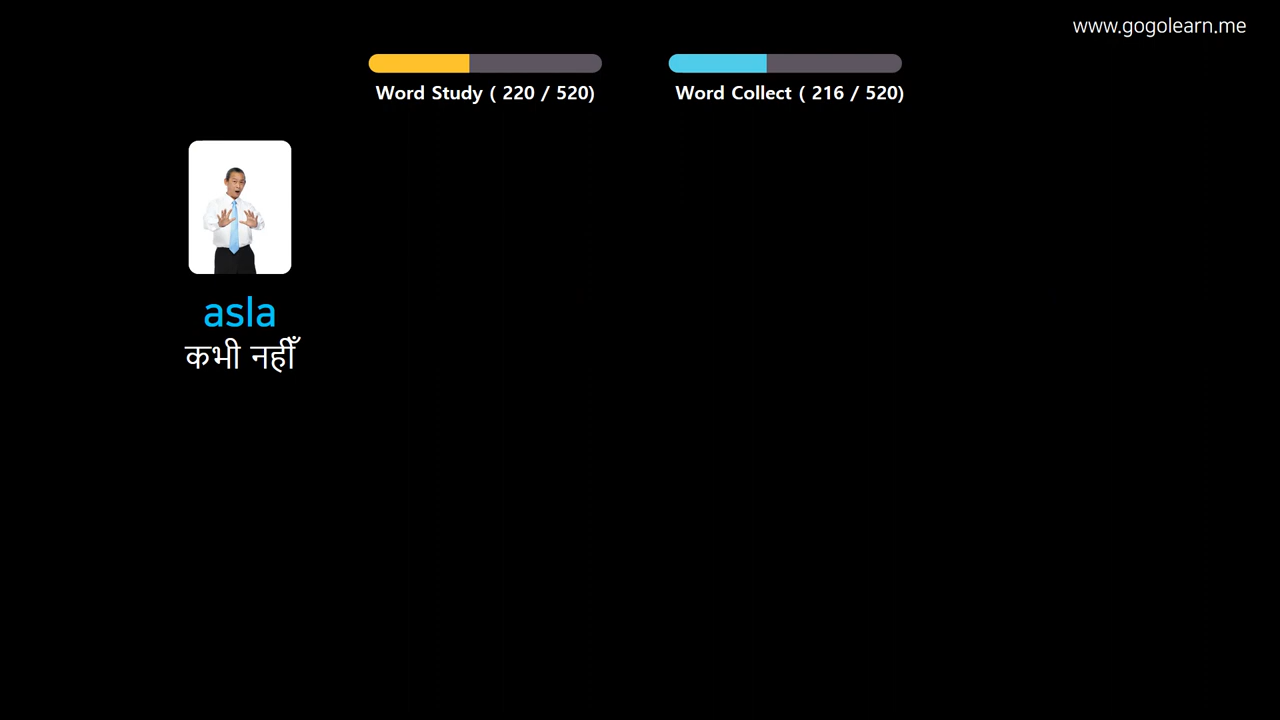 www.gogolearn.me
Word Study ( 220 / 520)
Word Collect ( 216 / 520)
asla
कभी नहीँ